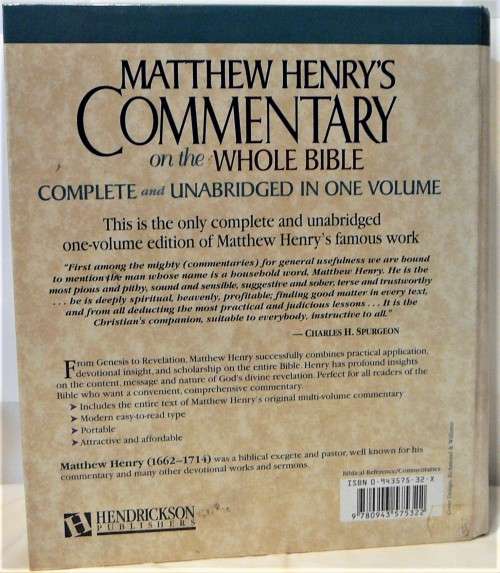 MATTHEW HENRY'S
COMMENTARY
on the WHOLE BIBLE
COMPLETE and UNABRIDGED IN ONE VOLUME
This is the only complete and unabridged
one-volume edition of Matthew Henry's famous work
"First among the mighty (commentaries) for general usefulness we are bound
to mention the man whose name is a household word, Matthew Henry. He is the
most pious and pithy, sound and sensible, suggestive and sober, terse and trustworthy
. . . he is deeply spiritual, heavenly, profitable; finding good matter in every text,
and from all deducting the most practical and judicious lessons . . . It is the
Christian's companion, suitable to everybody, instructive to all."
— CHARLES H. SPURGEON
From Genesis to Revelation, Matthew Henry successfully combines practical application,
devotional insight, and scholarship on the entire Bible. Henry has profound insights
on the content, message and nature of God's divine revelation. Perfect for all readers of the
Bible who want a convenient, comprehensive commentary.
➤ Includes the entire text of Matthew Henry's original multi-volume commentary
➤ Modern easy-to-read type
➤ Portable
➤ Attractive and affordable
Matthew Henry (1662–1714) was a biblical exegete and pastor, well known for his
commentary and many other devotional works and sermons.
Biblical Reference/Commentaries
ISBN 0-943575-32-X
9 780943 575322
H HENDRICKSON
PUBLISHERS